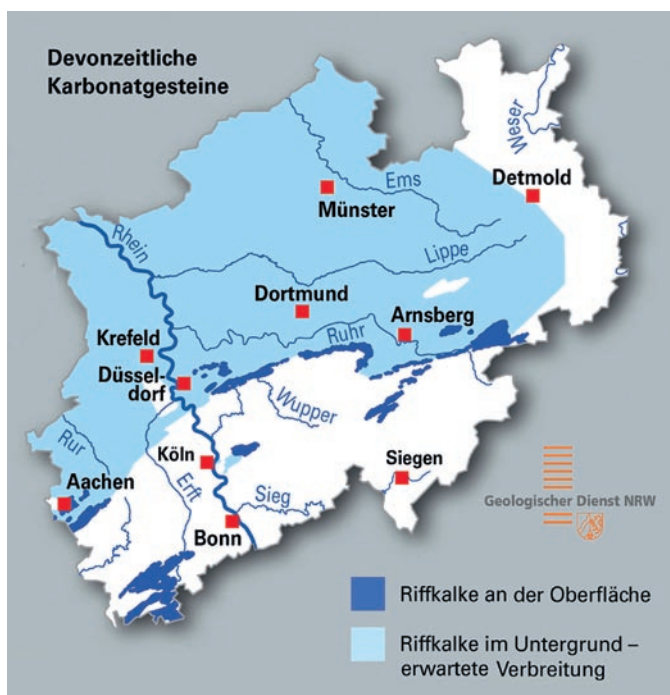 Devonzeitliche
Karbonatgesteine
Weser
Ems
Detmold
Münster
Rhein
Lippe
Dortmund
Arnsberg
Krefeld
Ruhr
Düssel-
dorf
Wupper
Rur
Köln
Siegen
Aachen
Erft
Sieg
Geologischer Dienst NRW
Bonn
Riffkalke an der Oberfläche
Riffkalke im Untergrund –
erwartete Verbreitung